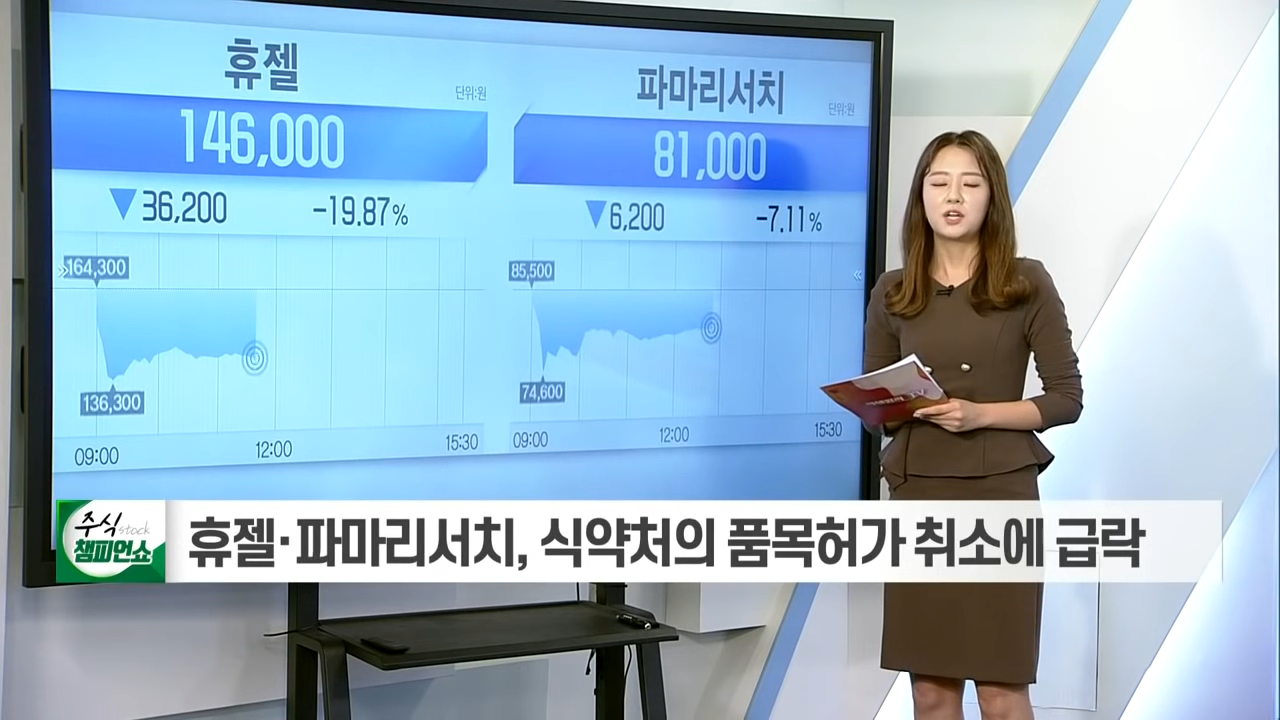 휴젤
단위:원
146,000
▼36,200 -19.87%
164,300
136,300
09:00 12:00 15:30
파마리서치
단위:원
81,000
▼6,200 -7.11%
85,500
74,600
09:00 12:00 15:30
주식 stock
챔피언쇼
휴젤·파마리서치, 식약처의 품목허가 취소에 급락